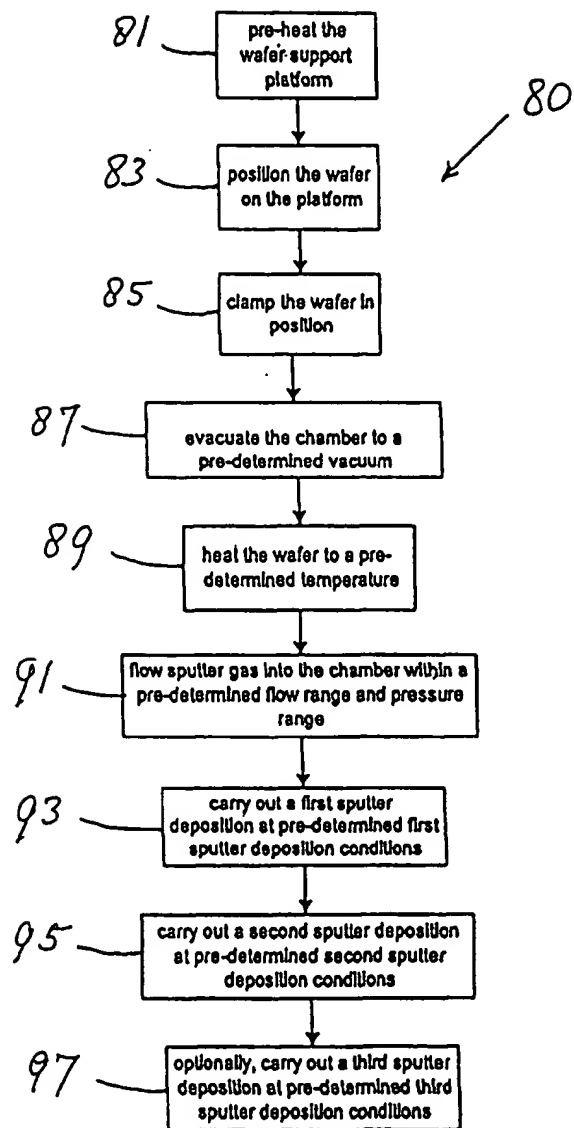 81
pre-heat the
wafer-support
platform
80
83
position the wafer
on the platform
85
clamp the wafer in
position
87
evacuate the chamber to a
pre-determined vacuum
89
heat the wafer to a pre-
determined temperature
91
flow sputter gas into the chamber within a
pre-determined flow range and pressure
range
93
carry out a first sputter
deposition at pre-determined first
sputter deposition conditions
95
carry out a second sputter deposition
at pre-determined second sputter
deposition conditions
97
optionally, carry out a third sputter
deposition at pre-determined third
sputter deposition conditions